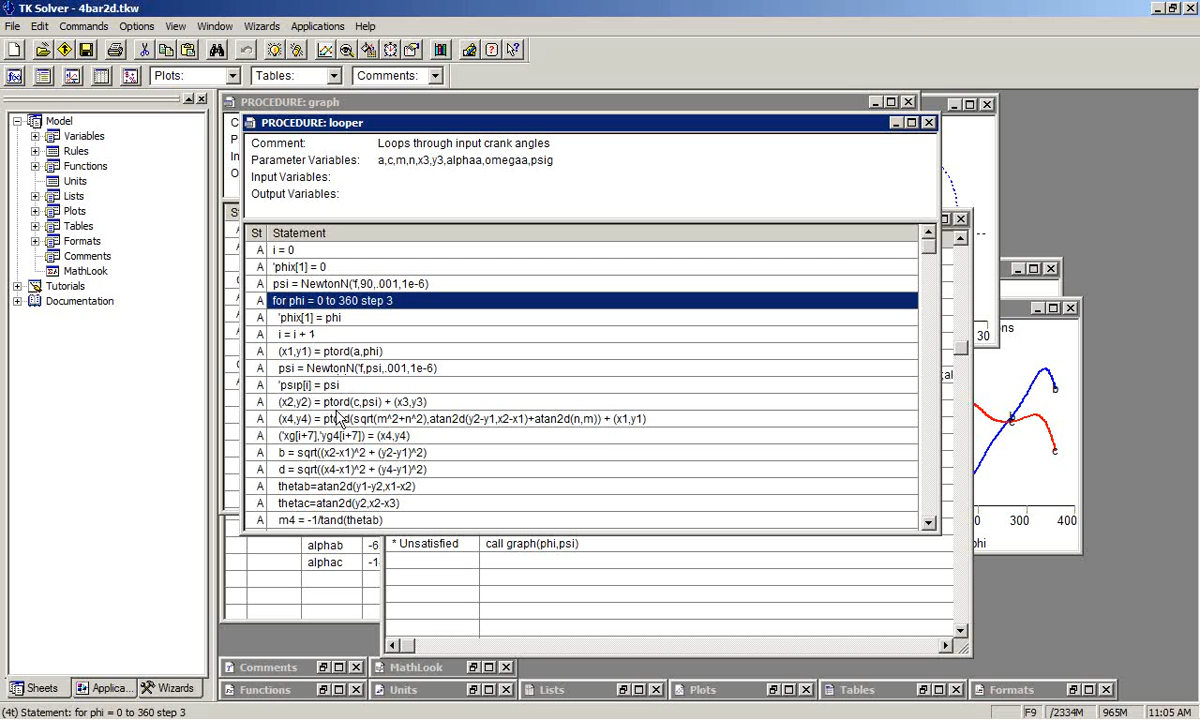 TK Solver - 4bar2d.tkw
File Edit Commands Options View Window Wizards Applications Help
Plots: Tables: Comments:
Model
Variables
Rules
Functions
Units
Lists
Plots
Tables
Formats
Comments
MathLook
Tutorials
Documentation
PROCEDURE: graph
PROCEDURE: looper
Comment: Loops through input crank angles
Parameter Variables: a,c,m,n,x3,y3,alphaa,omegaa,psig
Input Variables:
Output Variables:
St Statement
A i = 0
A 'phix[1] = 0
A psi = NewtonN('f,90,.001,1e-6)
A for phi = 0 to 360 step 3
A 'phix[1] = phi
A i = i + 1
A (x1,y1) = ptord(a,phi)
A psi = NewtonN('f,psi,.001,1e-6)
A 'psip[i] = psi
A (x2,y2) = ptord(c,psi) + (x3,y3)
A (x4,y4) = ptord(sqrt(m^2+n^2),atan2d(y2-y1,x2-x1)+atan2d(n,m)) + (x1,y1)
A ('xg[i+7],'yg4[i+7]) = (x4,y4)
A b = sqrt((x2-x1)^2 + (y2-y1)^2)
A d = sqrt((x4-x1)^2 + (y4-y1)^2)
A thetab=atan2d(y1-y2,x1-x2)
A thetac=atan2d(y2,x2-x3)
A m4 = -1/tand(thetab)
alphab -6
alphac -1
* Unsatisfied call graph(phi,psi)
30
ons
b
b
c
300 400
phi
Comments MathLook
Functions Units Lists Plots Tables Formats
Sheets Applica... Wizards
(4t) Statement: for phi = 0 to 360 step 3 F9 /2334M 965M 11:05 AM